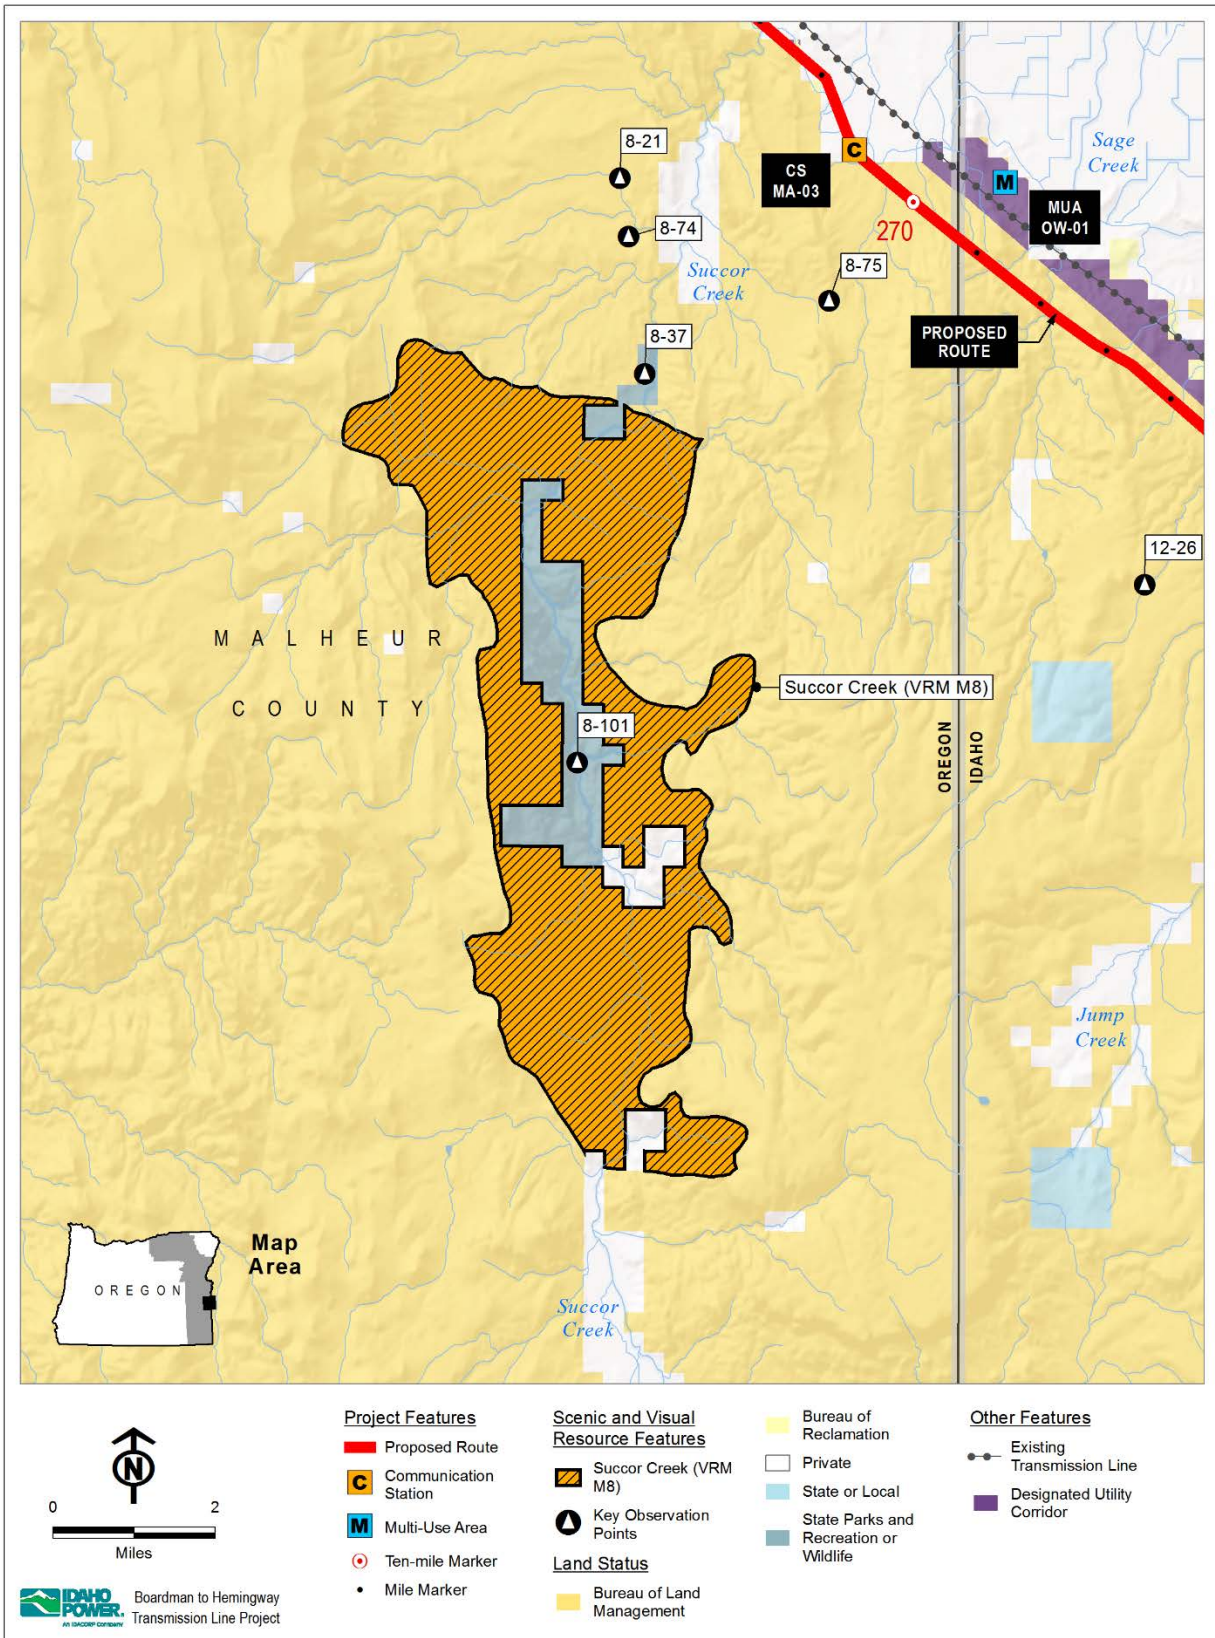 8-21
C
CS
MA-03
Sage
Creek
M
MUA
OW-01
8-74
270
Succor
Creek
8-75
PROPOSED
ROUTE
8-37
12-26
MALHEUR
COUNTY
Succor Creek (VRM M8)
8-101
OREGON
IDAHO
Jump
Creek
Map
Area
OREGON
Succor
Creek
N
0 2
Miles
IDAHO
POWER.
AN IDACORP Company
Boardman to Hemingway
Transmission Line Project
Project Features
Proposed Route
C
Communication
Station
M
Multi-Use Area
Ten-mile Marker
Mile Marker
Scenic and Visual
Resource Features
Succor Creek (VRM
M8)
Key Observation
Points
Land Status
Bureau of Land
Management
Bureau of
Reclamation
Private
State or Local
State Parks and
Recreation or
Wildlife
Other Features
Existing
Transmission Line
Designated Utility
Corridor